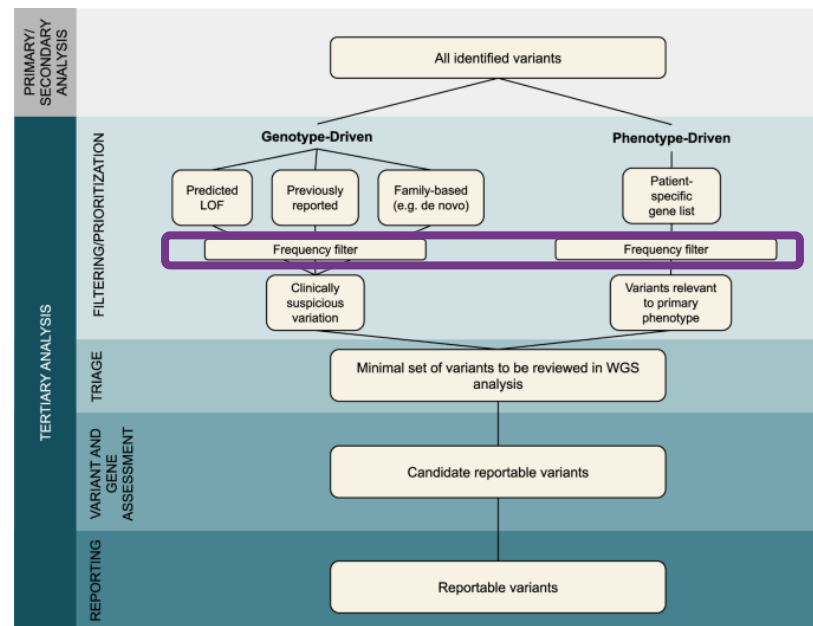 PRIMARY/
SECONDARY
ANALYSIS
All identified variants
TERTIARY ANALYSIS
FILTERING/PRIORITIZATION
Genotype-Driven
Phenotype-Driven
Predicted
LOF
Previously
reported
Family-based
(e.g. de novo)
Patient-
specific
gene list
Frequency filter
Frequency filter
Clinically
suspicious
variation
Variants relevant
to primary
phenotype
TRIAGE
Minimal set of variants to be reviewed in WGS
analysis
VARIANT AND
GENE
ASSESSMENT
Candidate reportable variants
REPORTING
Reportable variants